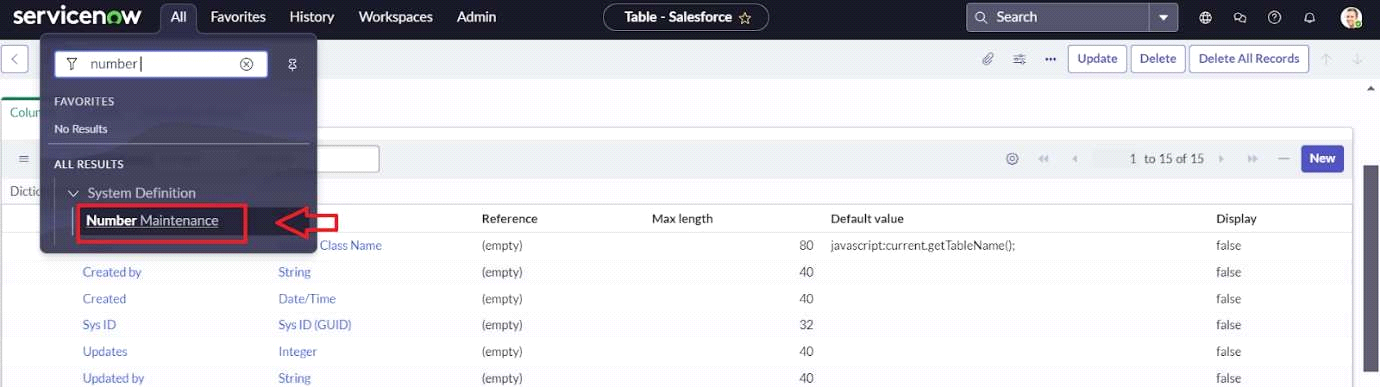 servicenow All Favorites History Workspaces Admin Table - Salesforce Search
number
Update Delete Delete All Records
FAVORITES
No Results
1 to 15 of 15 New
ALL RESULTS
System Definition
Number Maintenance
Reference Max length Default value Display
Class Name (empty) 80 javascript:current.getTableName(); false
Created by String (empty) 40 false
Created Date/Time (empty) 40 false
Sys ID Sys ID (GUID) (empty) 32 false
Updates Integer (empty) 40 false
Updated by String (empty) 40 false